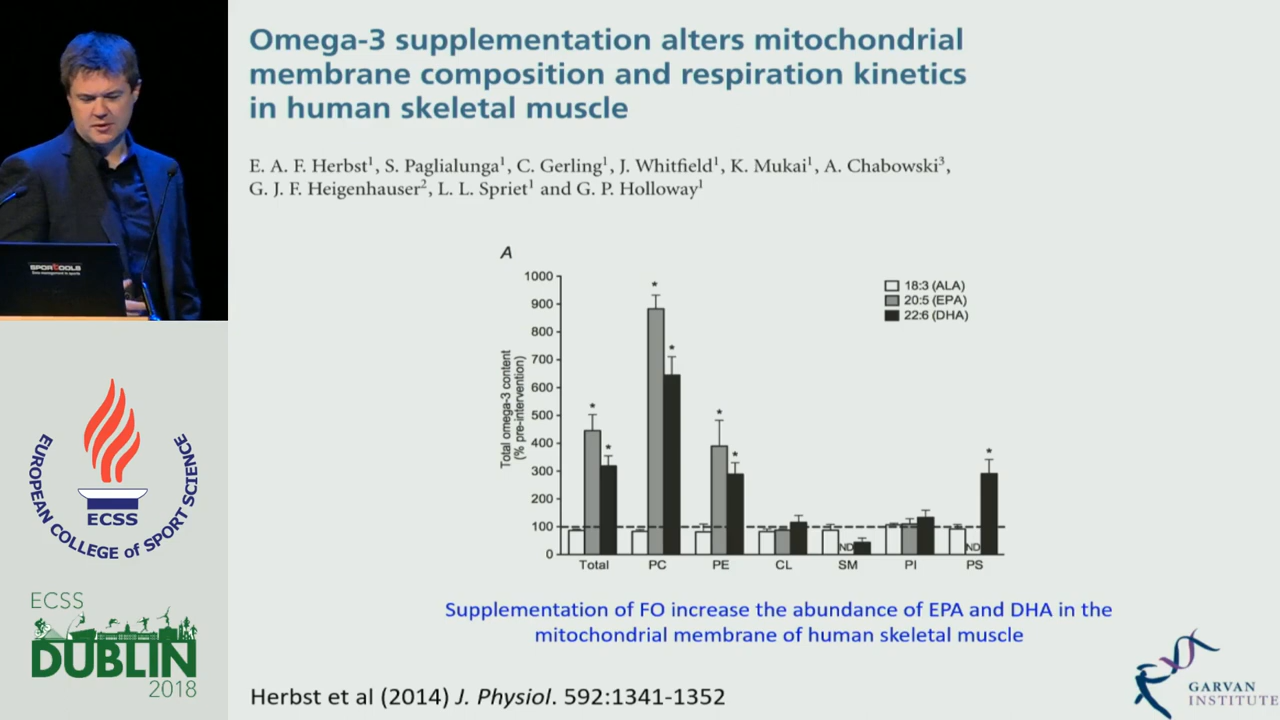 Omega-3 supplementation alters mitochondrial
membrane composition and respiration kinetics
in human skeletal muscle
E. A. F. Herbst1, S. Paglialunga1, C. Gerling1, J. Whitfield1, K. Mukai1, A. Chabowski3,
G. J. F. Heigenhauser2, L. L. Spriet1 and G. P. Holloway1
A
Total omega-3 content
(% pre-intervention)
1000
900
800
700
600
500
400
300
200
100
0
18:3 (ALA)
20:5 (EPA)
22:6 (DHA)
* * * * * * *
ND
ND
Total PC PE CL SM PI PS
Supplementation of FO increase the abundance of EPA and DHA in the
mitochondrial membrane of human skeletal muscle
Herbst et al (2014) J. Physiol. 592:1341-1352
GARVAN
INSTITUTE
SPORTOOLS
EUROPEAN COLLEGE of SPORT SCIENCE
ECSS
ECSS
DUBLIN
2018